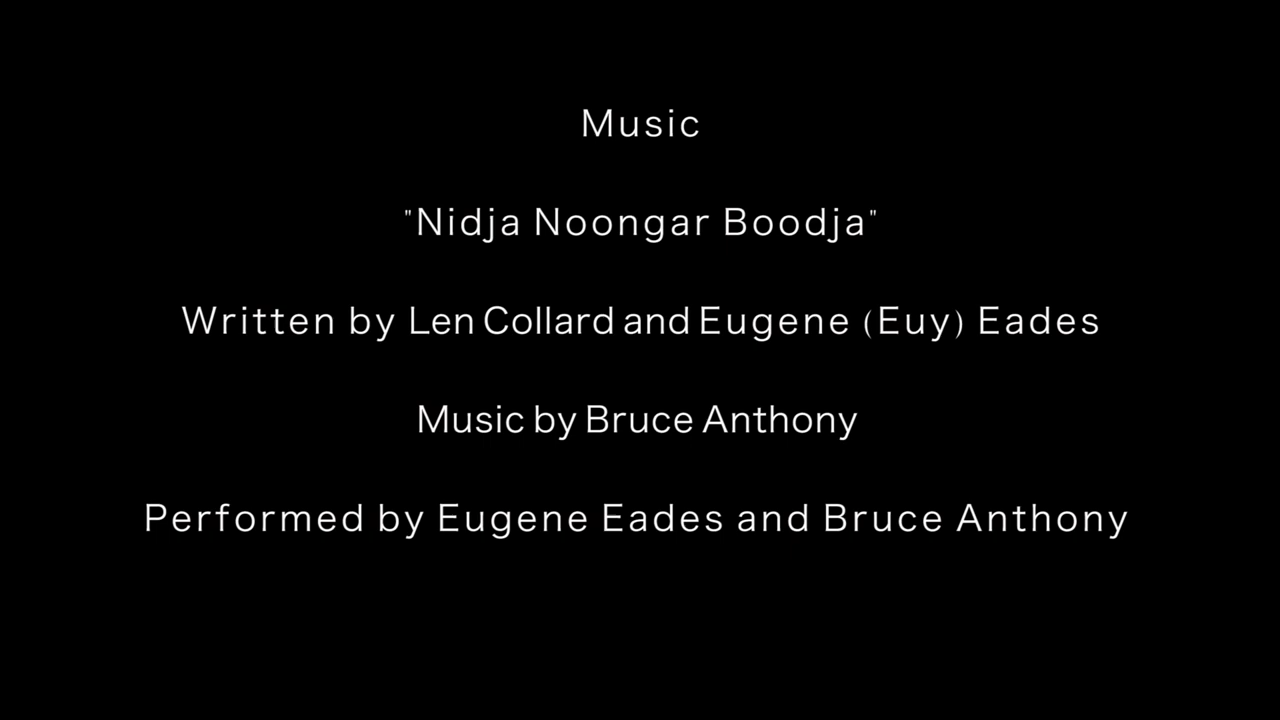 Music
"Nidja Noongar Boodja"
Written by Len Collard and Eugene (Euy) Eades
Music by Bruce Anthony
Performed by Eugene Eades and Bruce Anthony